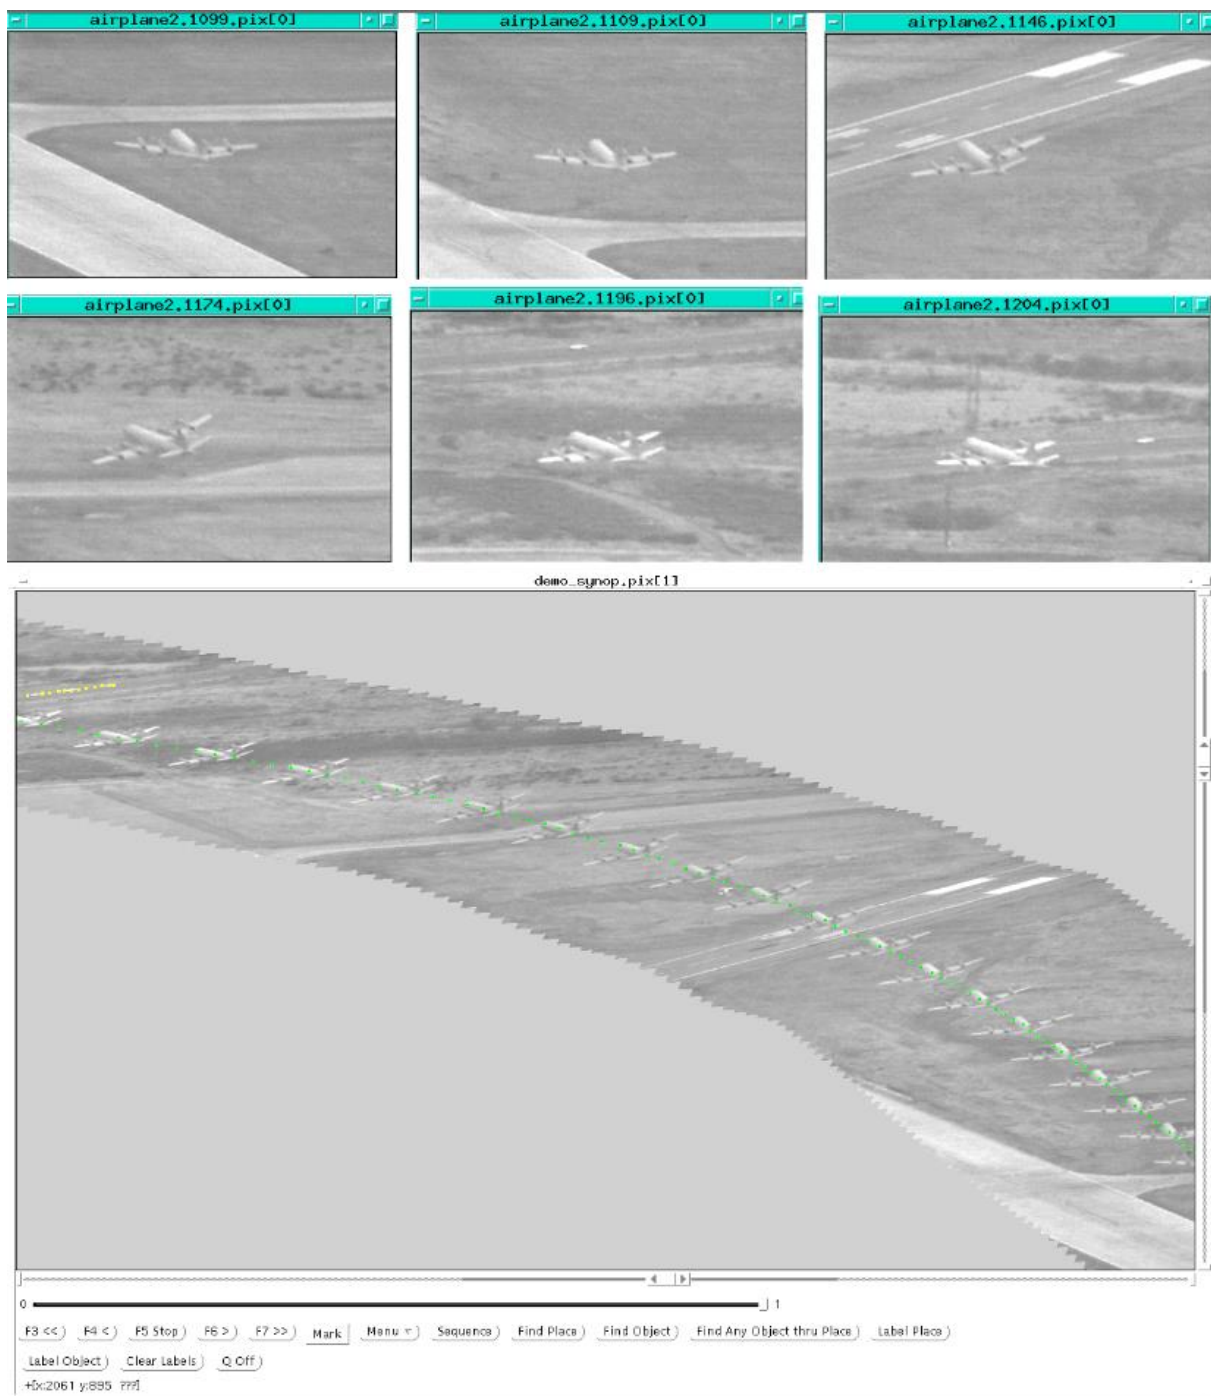 airplane2.1099.pix[0]
airplane2.1109.pix[0]
airplane2.1146.pix[0]
airplane2.1174.pix[0]
airplane2.1196.pix[0]
airplane2.1204.pix[0]
demo_synop.pix[1]
0 1
F3 << F4 < F5 Stop F6 > F7 >> Mark Menu Sequence Find Place Find Object Find Any Object thru Place Label Place
Label Object Clear Labels Q Off
+[x:2061 y:895 ???]